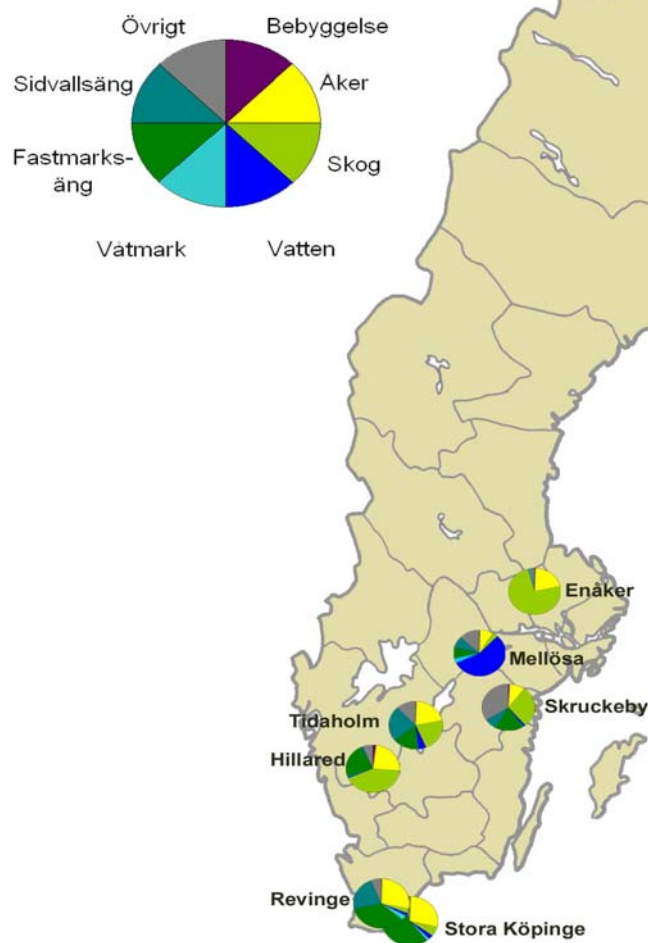 Övrigt
Bebyggelse
Sidvallsäng
Åker
Fastmarks-
äng
Skog
Våtmark
Vatten
Enåker
Mellösa
Skruckeby
Tidaholm
Hillared
Revinge
Stora Köpinge